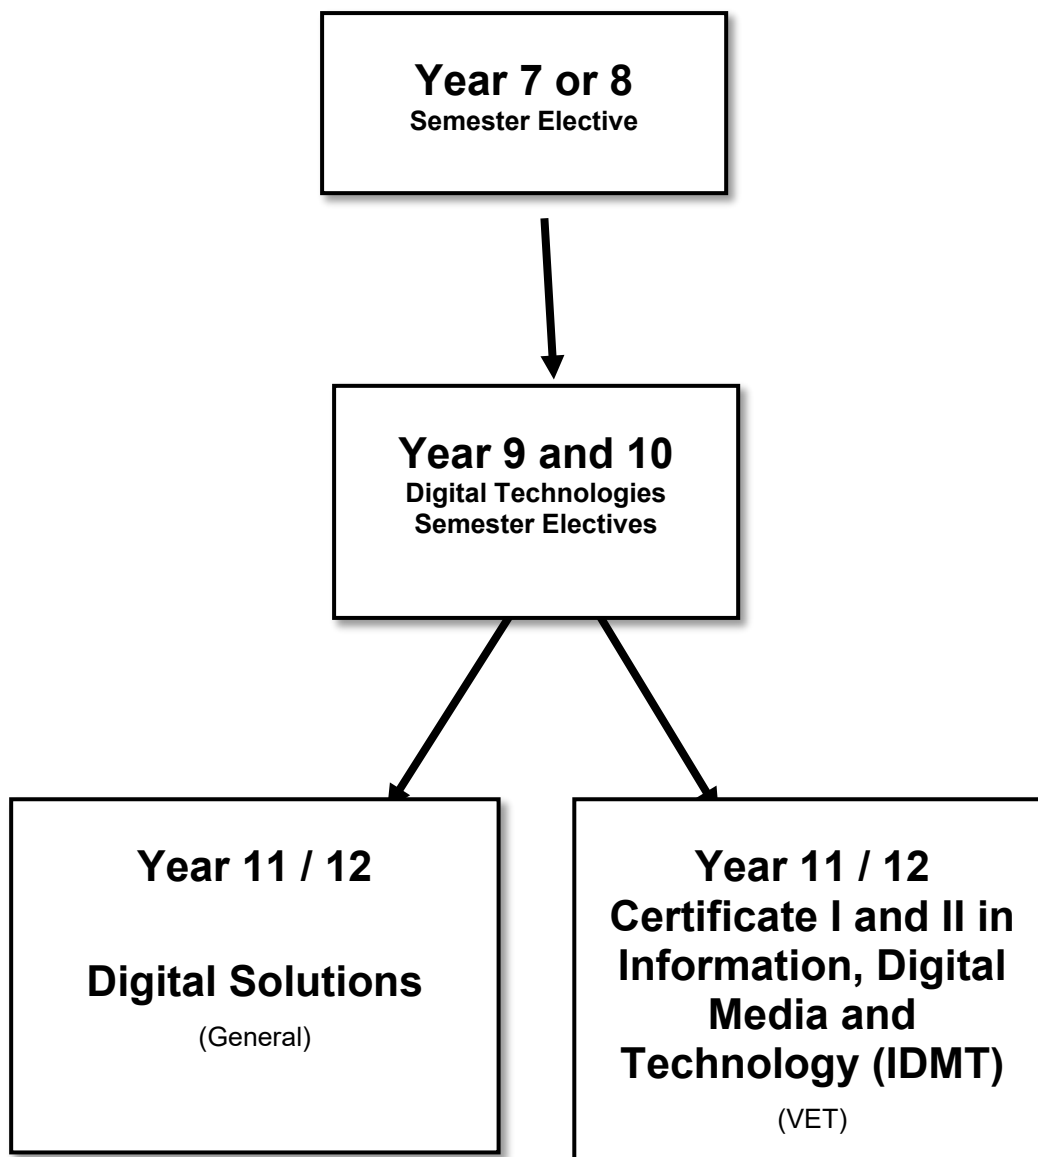 Year 7 or 8
Semester Elective
Year 9 and 10
Digital Technologies
Semester Electives
Year 11 / 12
Digital Solutions
(General)
Year 11 / 12
Certificate I and II in
Information, Digital
Media and
Technology (IDMT)
(VET)